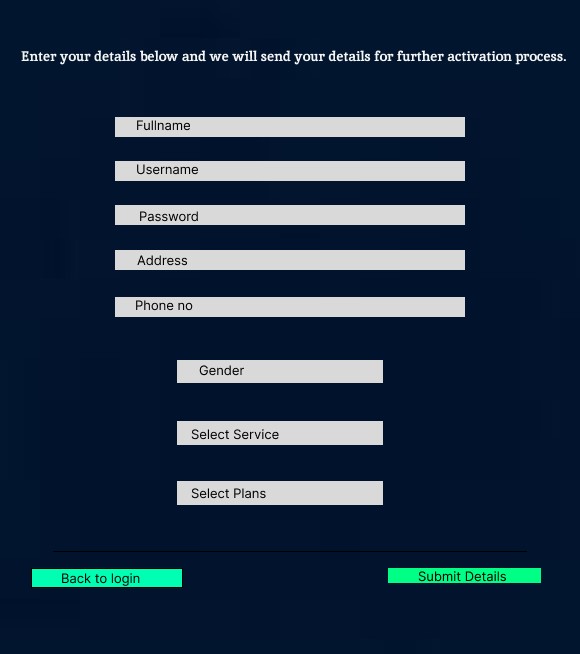 Enter your details below and we will send your details for further activation process.
Fullname
Username
Password
Address
Phone no
Gender
Select Service
Select Plans
Back to login
Submit Details